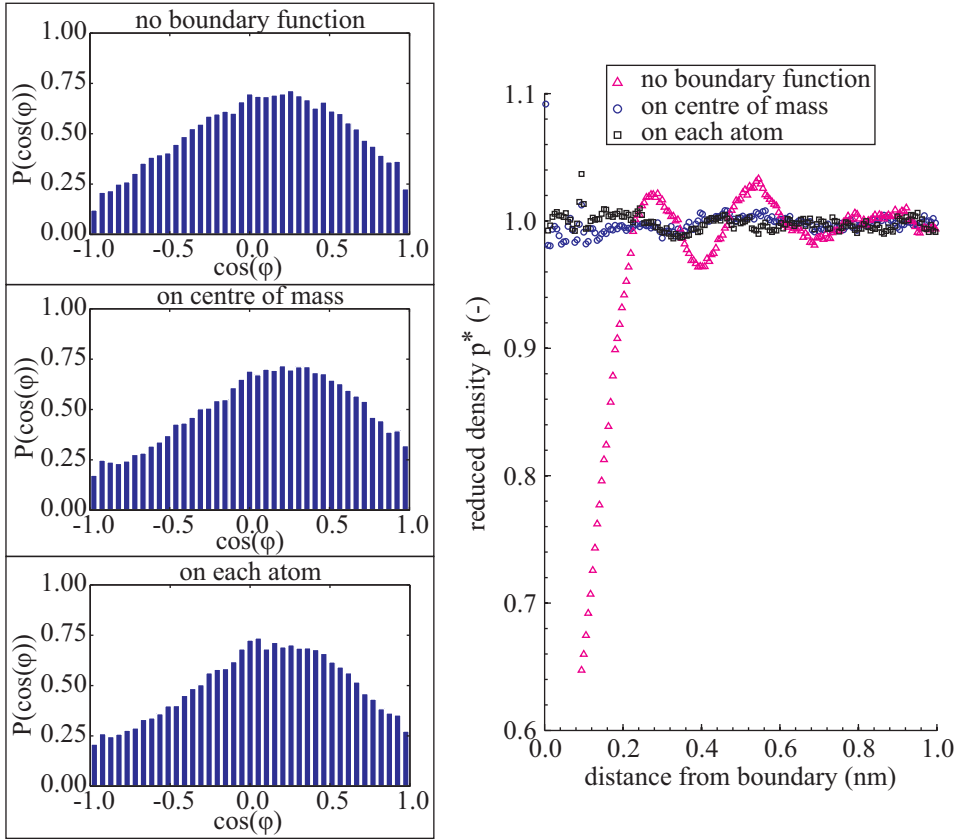 no boundary function
1.00
0.75
0.50
0.25
0.00
P(cos(φ))
-1.0 -0.5 0.0 0.5 1.0
cos(φ)
on centre of mass
1.00
0.75
0.50
0.25
0.00
P(cos(φ))
-1.0 -0.5 0.0 0.5 1.0
cos(φ)
on each atom
1.00
0.75
0.50
0.25
0.00
P(cos(φ))
-1.0 -0.5 0.0 0.5 1.0
cos(φ)
no boundary function
on centre of mass
on each atom
1.1
1.0
0.9
0.8
0.7
0.6
reduced density p* (-)
0.0 0.2 0.4 0.6 0.8 1.0
distance from boundary (nm)